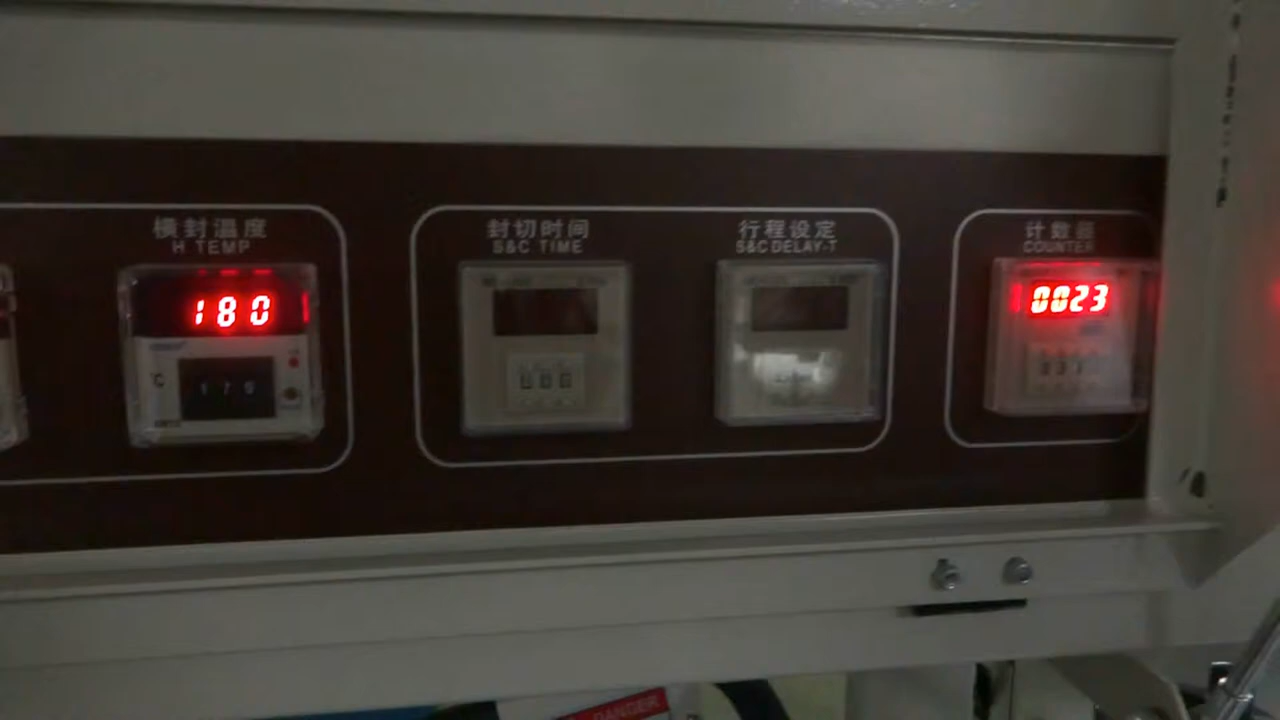 横封温度
H TEMP
180
℃
封切时间
S&C TIME
行程设定
S&C DELAY-T
计数器
COUNTER
0023
DANGER